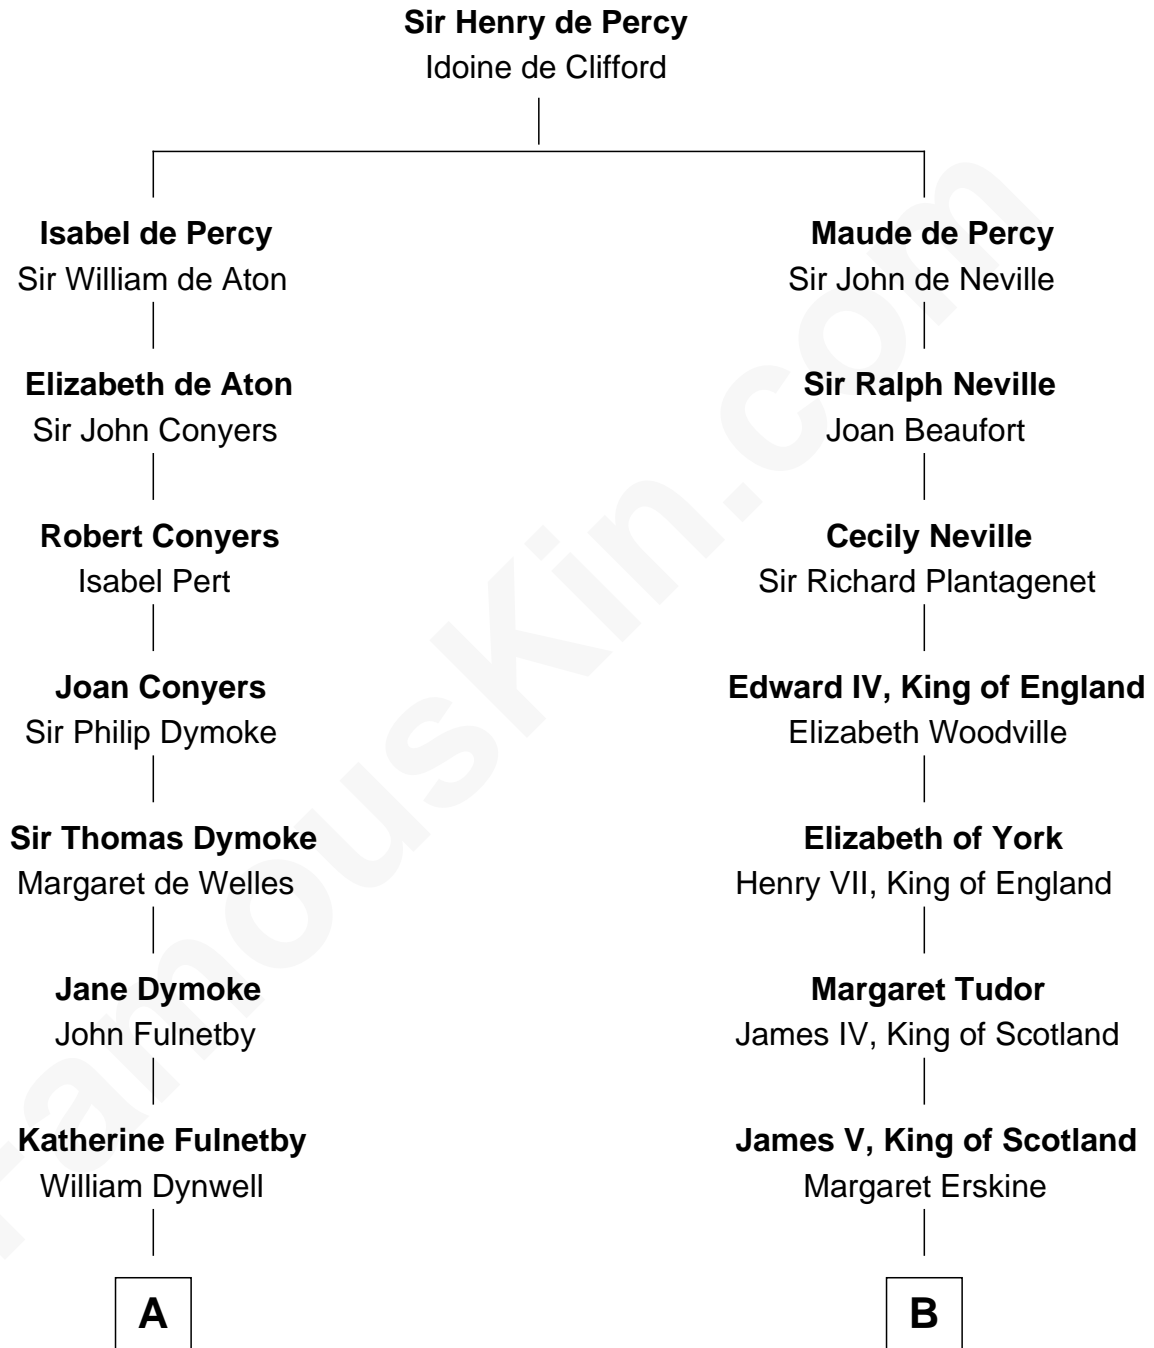 Sir Henry de Percy
Idoine de Clifford
Isabel de Percy
Sir William de Aton
Maude de Percy
Sir John de Neville
Elizabeth de Aton
Sir John Conyers
Sir Ralph Neville
Joan Beaufort
Robert Conyers
Isabel Pert
Cecily Neville
Sir Richard Plantagenet
Joan Conyers
Sir Philip Dymoke
Edward IV, King of England
Elizabeth Woodville
Sir Thomas Dymoke
Margaret de Welles
Elizabeth of York
Henry VII, King of England
Jane Dymoke
John Fulnetby
Margaret Tudor
James IV, King of Scotland
Katherine Fulnetby
William Dynwell
James V, King of Scotland
Margaret Erskine
A
B
FamousKin.com